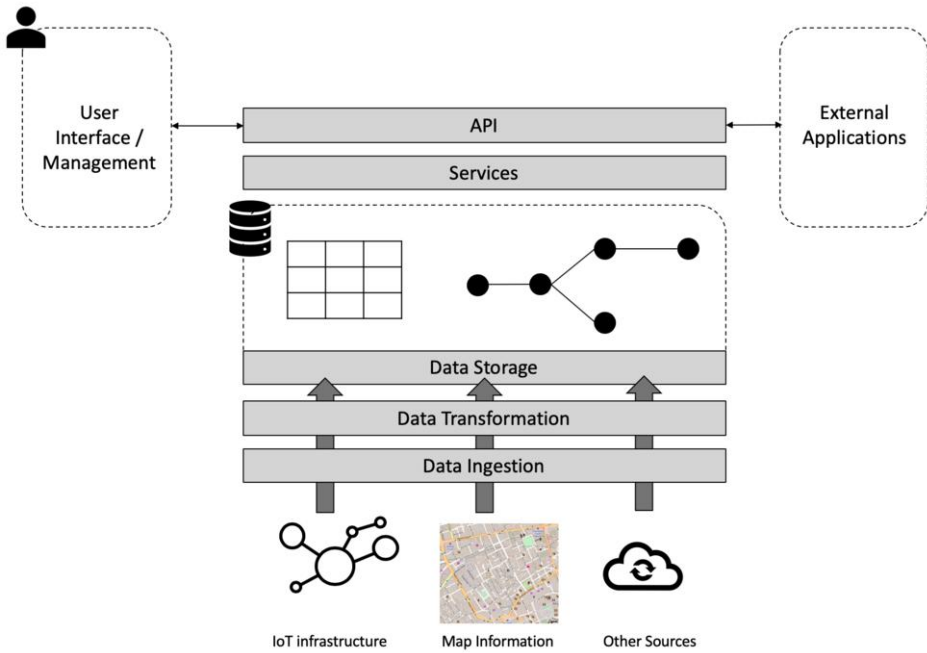 User
Interface /
Management
API
External
Applications
Services
Data Storage
Data Transformation
Data Ingestion
IoT infrastructure
Map Information
Other Sources